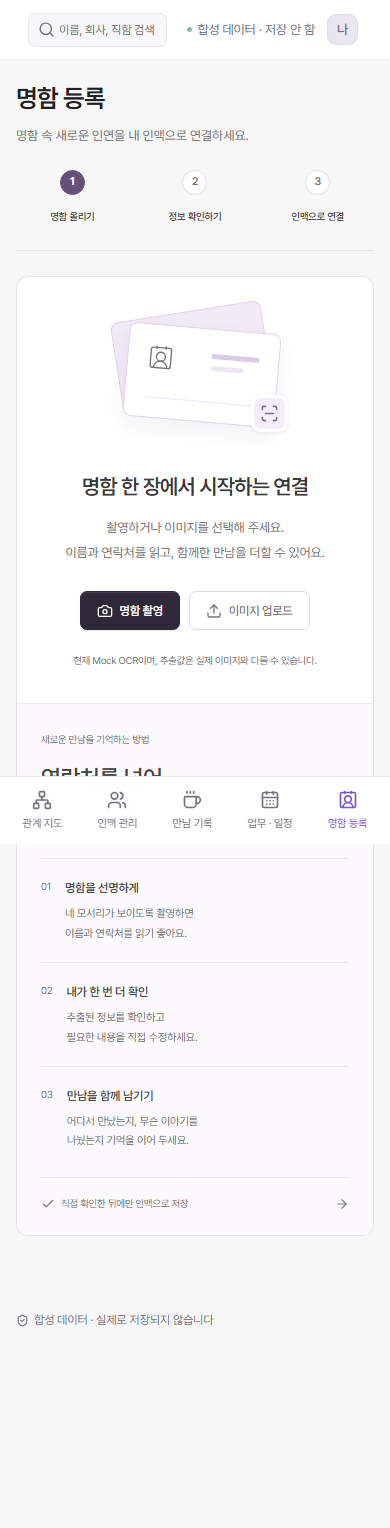 이름, 회사, 직함 검색
합성 데이터 · 저장 안 함
나
명함 등록
명함 속 새로운 인연을 내 인맥으로 연결하세요.
1
2
3
명함 올리기
정보 확인하기
인맥으로 연결
명함 한 장에서 시작하는 연결
촬영하거나 이미지를 선택해 주세요.
이름과 연락처를 읽고, 함께한 만남을 더할 수 있어요.
명함 촬영
이미지 업로드
현재 Mock OCR이며, 추출값은 실제 이미지와 다를 수 있습니다.
새로운 만남을 기억하는 방법
연락처를 넘어
관계 지도
인맥 관리
만남 기록
업무 · 일정
명함 등록
01 명함을 선명하게
네 모서리가 보이도록 촬영하면
이름과 연락처를 읽기 좋아요.
02 내가 한 번 더 확인
추출된 정보를 확인하고
필요한 내용을 직접 수정하세요.
03 만남을 함께 남기기
어디서 만났는지, 무슨 이야기를
나눴는지 기억을 이어 두세요.
직접 확인한 뒤에만 인맥으로 저장
합성 데이터 · 실제로 저장되지 않습니다